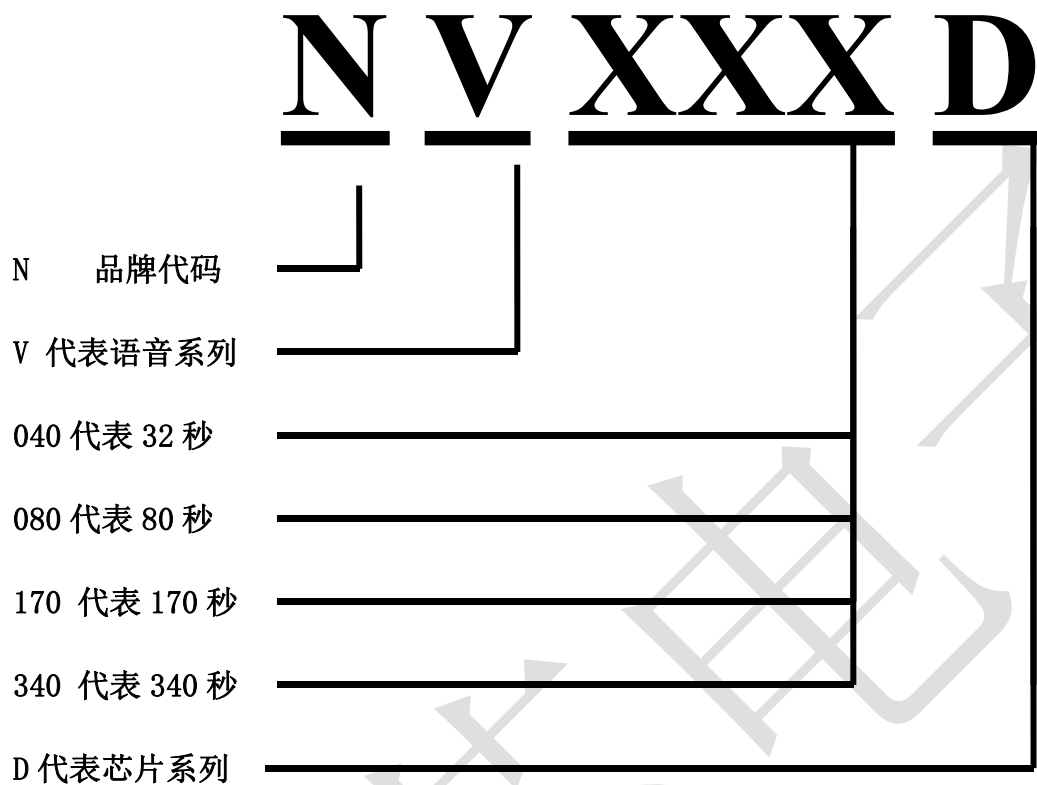 N V XXX D
N 品牌代码
V 代表语音系列
040 代表 32 秒
080 代表 80 秒
170 代表 170 秒
340 代表 340 秒
D 代表芯片系列